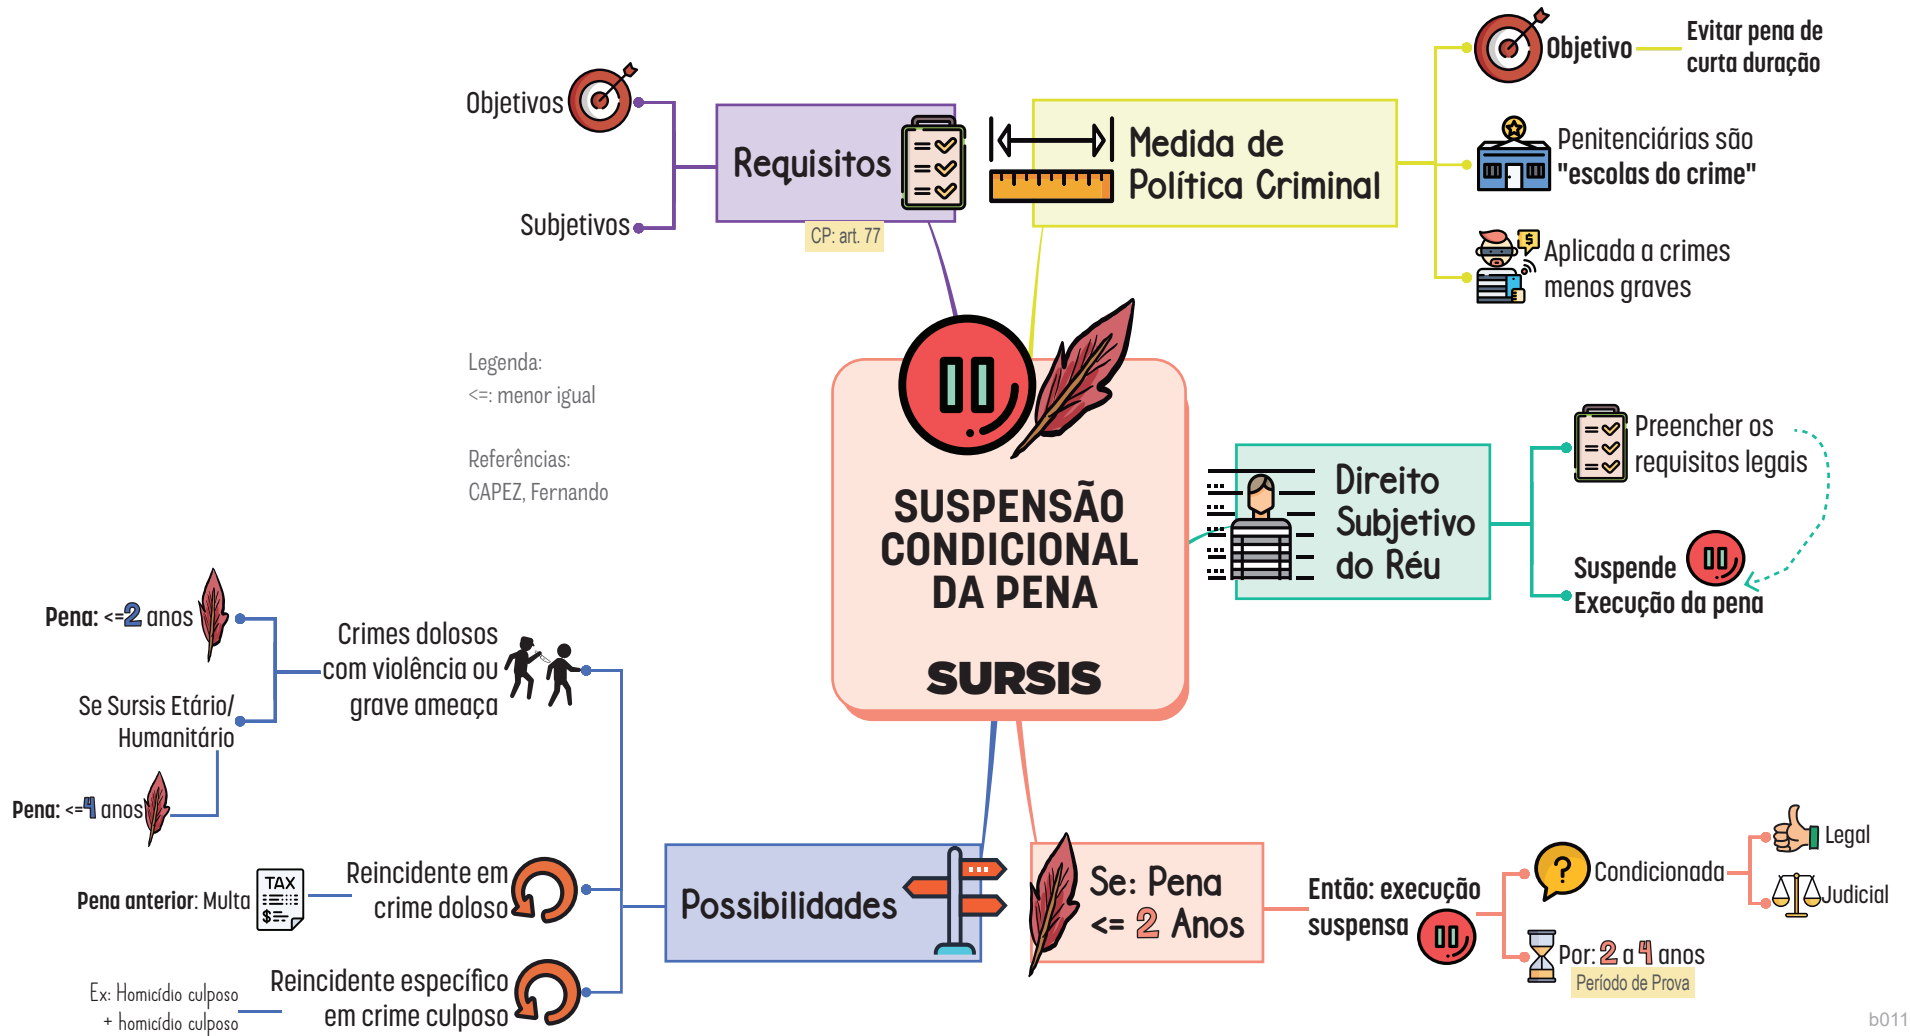 Objetivos
Subjetivos
Requisitos
CP: art. 77
Medida de
Política Criminal
Objetivo
Evitar pena de
curta duração
Penitenciárias são
"escolas do crime"
$
Aplicada a crimes
menos graves
Legenda:
<=: menor igual
Referências:
CAPEZ, Fernando
SUSPENSÃO
CONDICIONAL
DA PENA
SURSIS
Direito
Subjetivo
do Réu
Preencher os
requisitos legais
Suspende
Execução da pena
Possibilidades
Crimes dolosos
com violência ou
grave ameaça
Pena: <=2 anos
Se Sursis Etário/
Humanitário
Pena: <=4 anos
Reincidente em
crime doloso
TAX
$
Pena anterior: Multa
Reincidente específico
em crime culposo
Ex: Homicídio culposo
+ homicídio culposo
Se: Pena
<= 2 Anos
Então: execução
suspensa
?
Condicionada
Legal
Judicial
Por: 2 a 4 anos
Período de Prova
b011